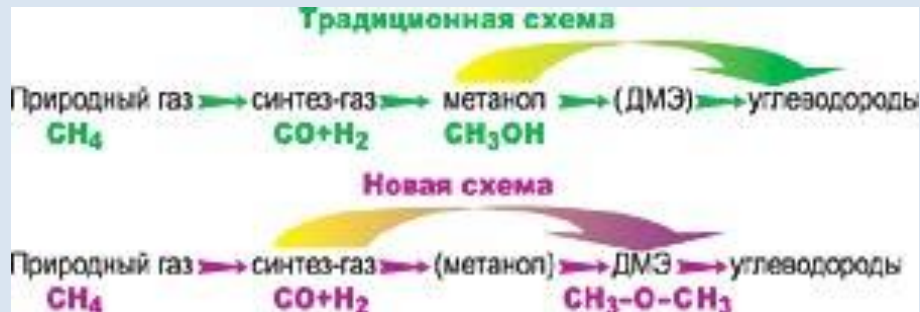 Традиционная схема
Природный газ синтез-газ метанол (ДМЭ) углеводороды
CH₄ CO+H₂ CH₃OH
Новая схема
Природный газ синтез-газ (метанол) ДМЭ углеводороды
CH₄ CO+H₂ CH₃-O-CH₃